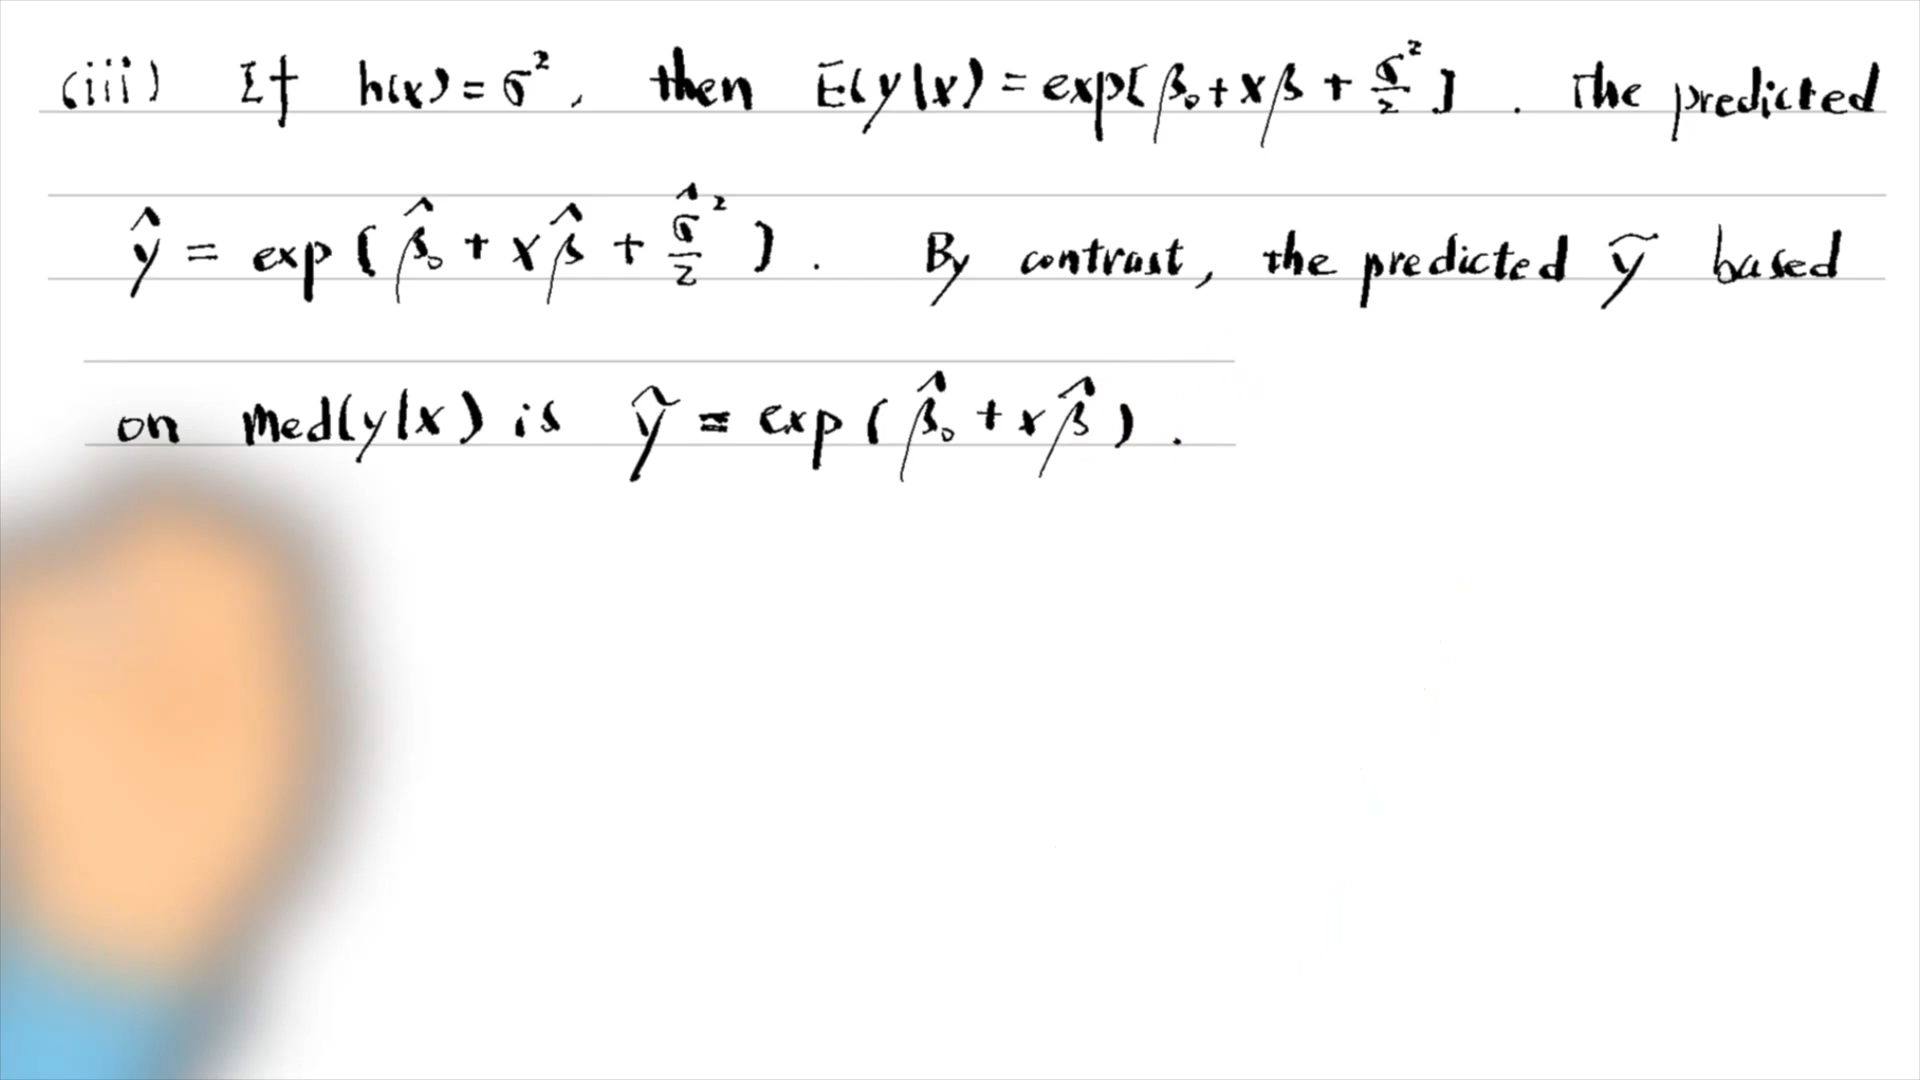 (iii) If h(x) = σ², then E(y|x) = exp[β₀ + xβ + σ²/2]. The predicted
ŷ = exp[β̂₀ + xβ̂ + σ̂²/2]. By contrast, the predicted ỹ based
on Med(y|x) is ỹ = exp(β̂₀ + xβ̂).